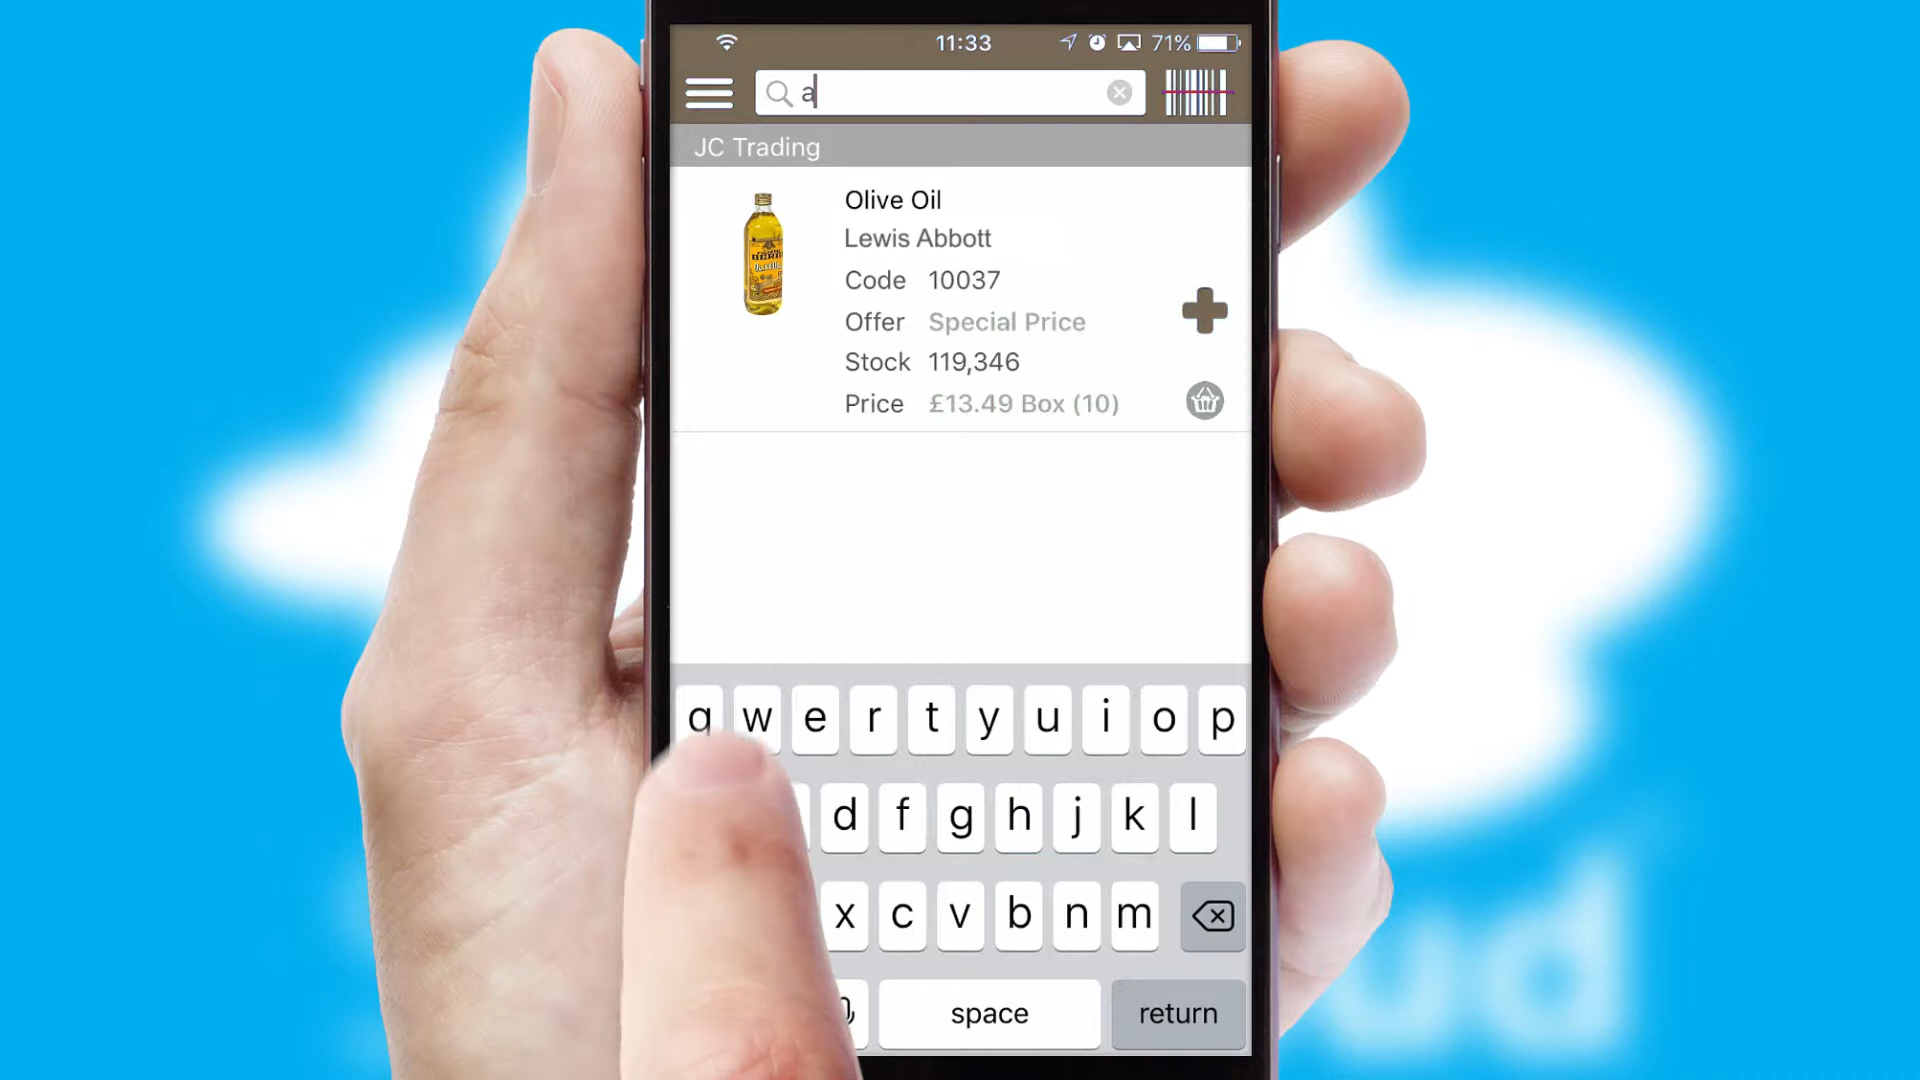 11:33
71%
a
JC Trading
Olive Oil
Lewis Abbott
Code 10037
Offer Special Price
Stock 119,346
Price £13.49 Box (10)
q w e r t y u i o p
d f g h j k l
x c v b n m
space return
ud